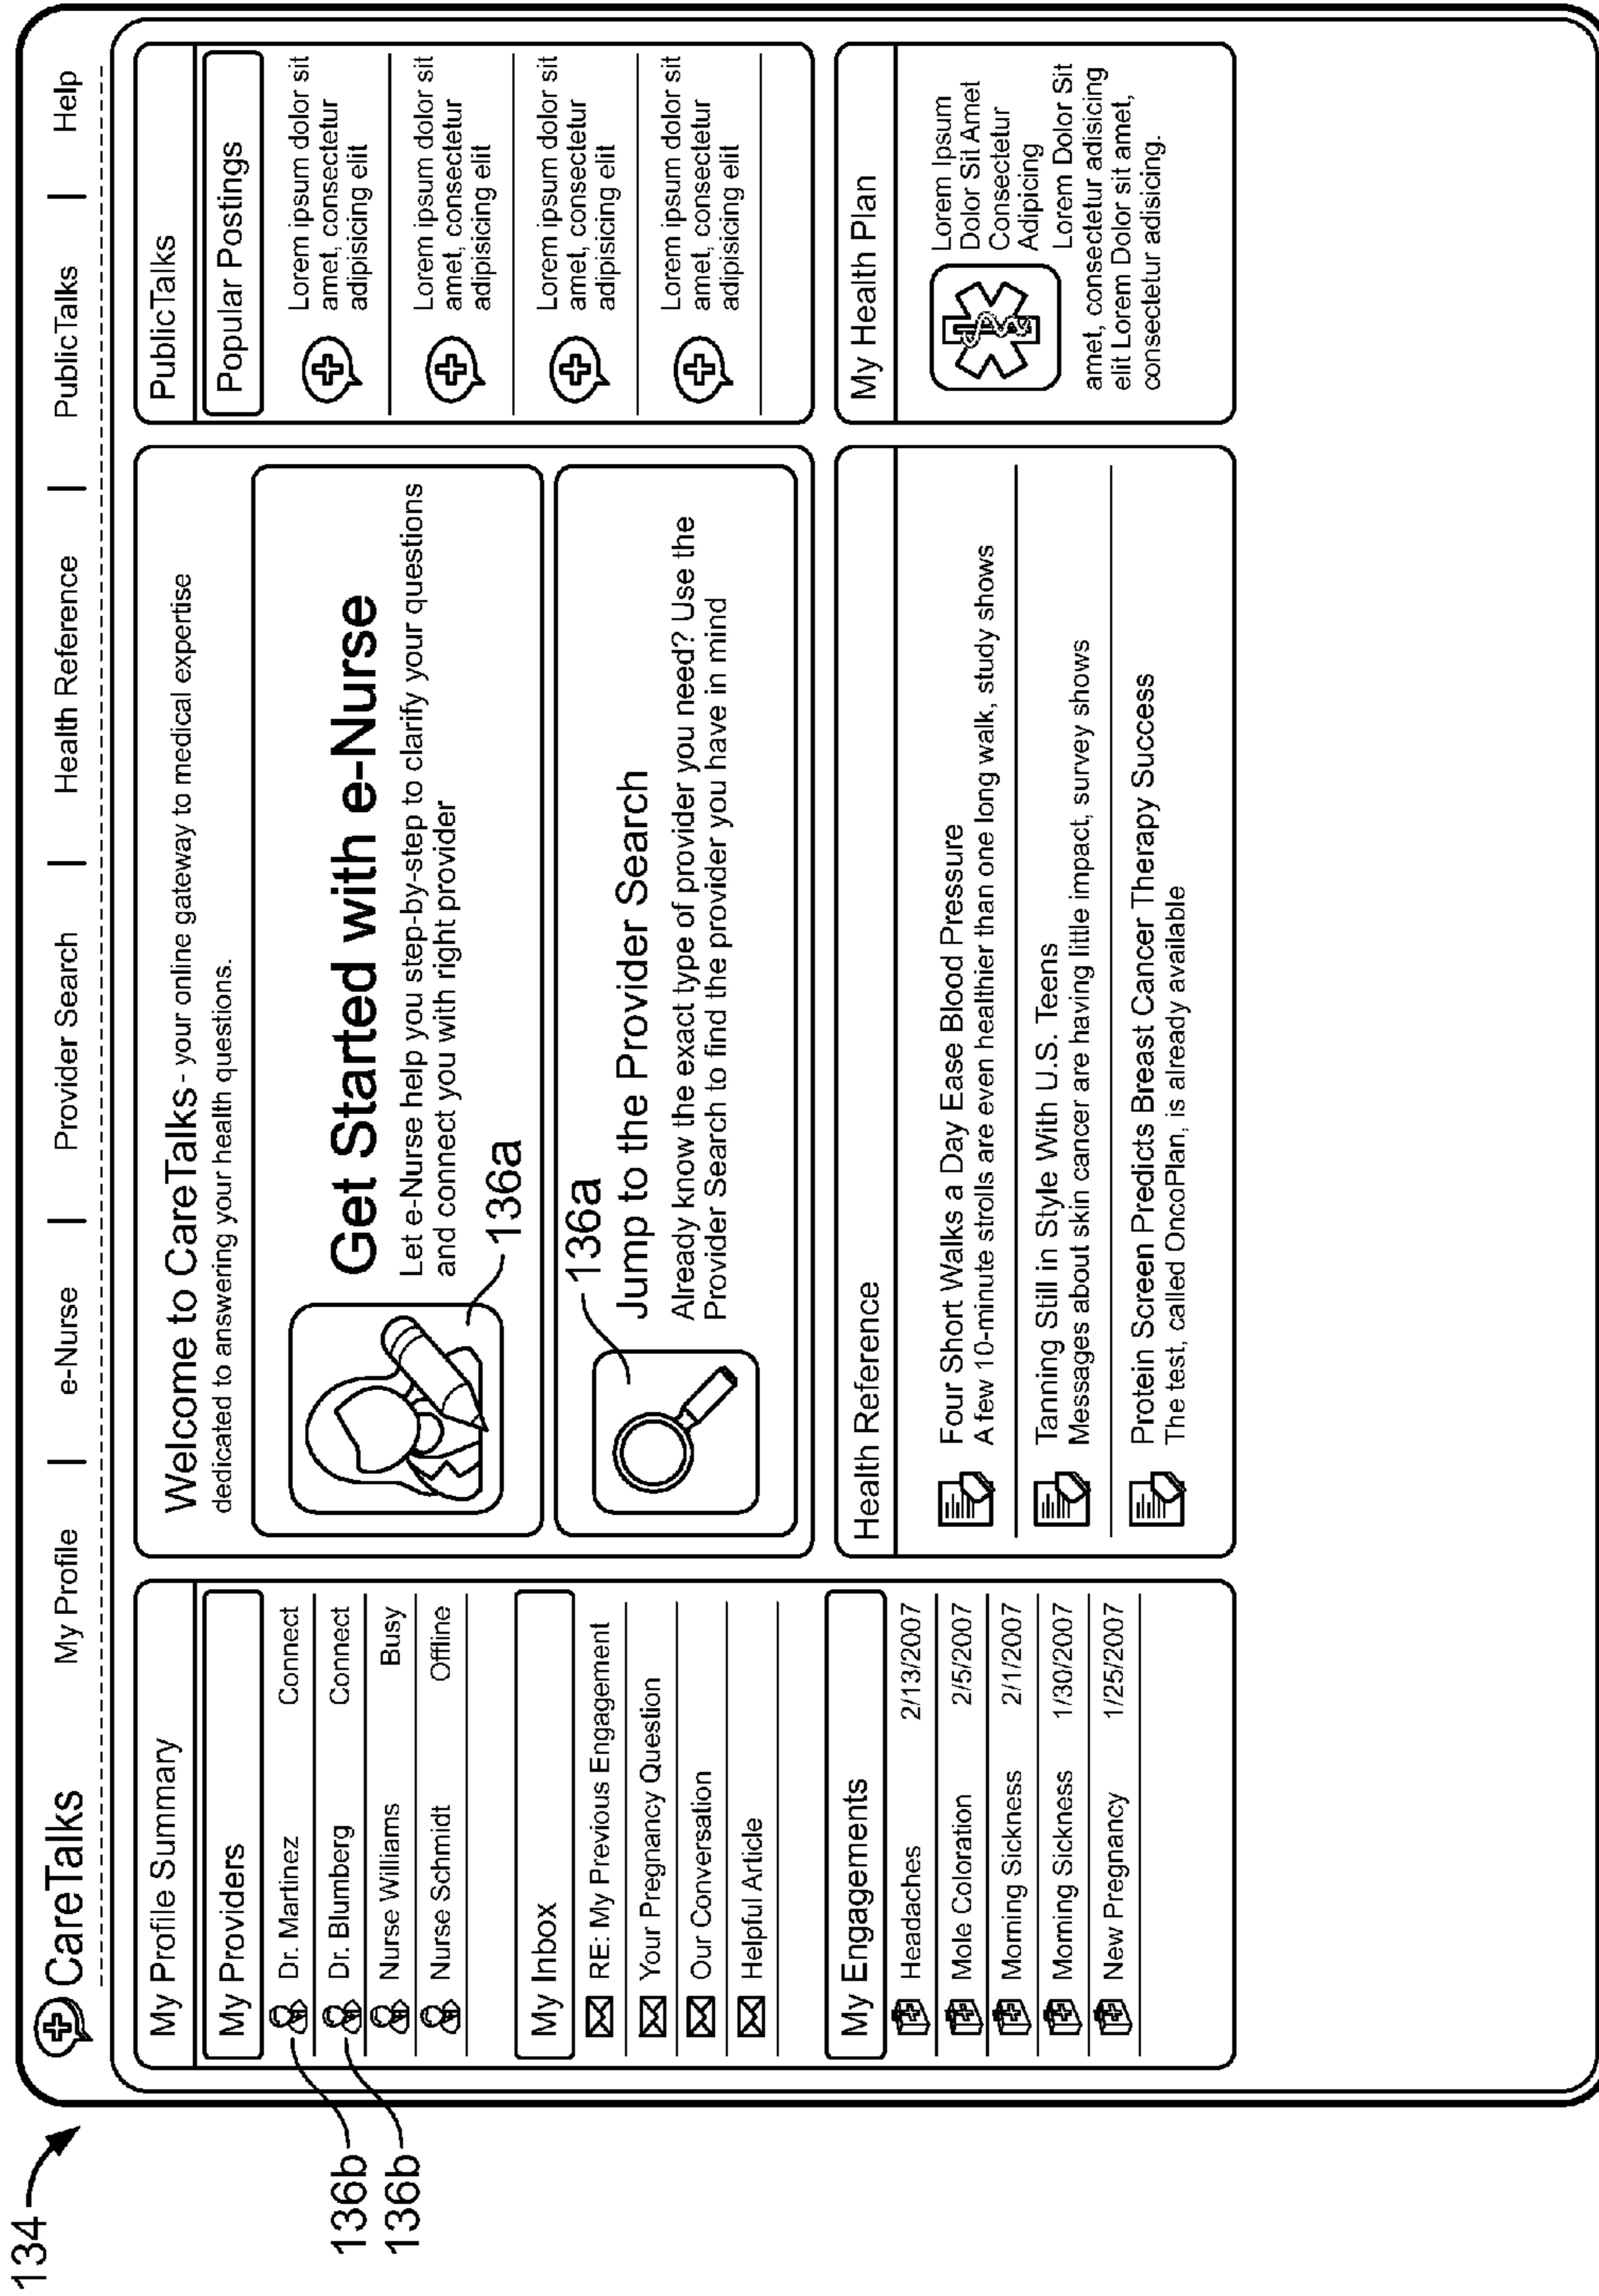 134
CareTalks
My Profile | e-Nurse | Provider Search | Health Reference | PublicTalks | Help
My Profile Summary
My Providers
Dr. Martinez Connect
Dr. Blumberg Connect
Nurse Williams Busy
Nurse Schmidt Offline
136b
136b
My Inbox
RE: My Previous Engagement
Your Pregnancy Question
Our Conversation
Helpful Article
My Engagements
Headaches 2/13/2007
Mole Coloration 2/5/2007
Morning Sickness 2/1/2007
Morning Sickness 1/30/2007
New Pregnancy 1/25/2007
Welcome to CareTalks - your online gateway to medical expertise
dedicated to answering your health questions.
Get Started with e-Nurse
Let e-Nurse help you step-by-step to clarify your questions
and connect you with right provider
136a
136a
Jump to the Provider Search
Already know the exact type of provider you need? Use the
Provider Search to find the provider you have in mind
PublicTalks
Popular Postings
Lorem ipsum dolor sit
amet, consectetur
adipisicing elit
Lorem ipsum dolor sit
amet, consectetur
adipisicing elit
Lorem ipsum dolor sit
amet, consectetur
adipisicing elit
Lorem ipsum dolor sit
amet, consectetur
adipisicing elit
Health Reference
Four Short Walks a Day Ease Blood Pressure
A few 10-minute strolls are even healthier than one long walk, study shows
Tanning Still in Style With U.S. Teens
Messages about skin cancer are having little impact, survey shows
Protein Screen Predicts Breast Cancer Therapy Success
The test, called OncoPlan, is already available
My Health Plan
Lorem Ipsum
Dolor Sit Amet
Consectetur
Adipicing
Lorem Dolor Sit
amet, consectetur adisicing
elit Lorem Dolor sit amet,
consectetur adisicing.